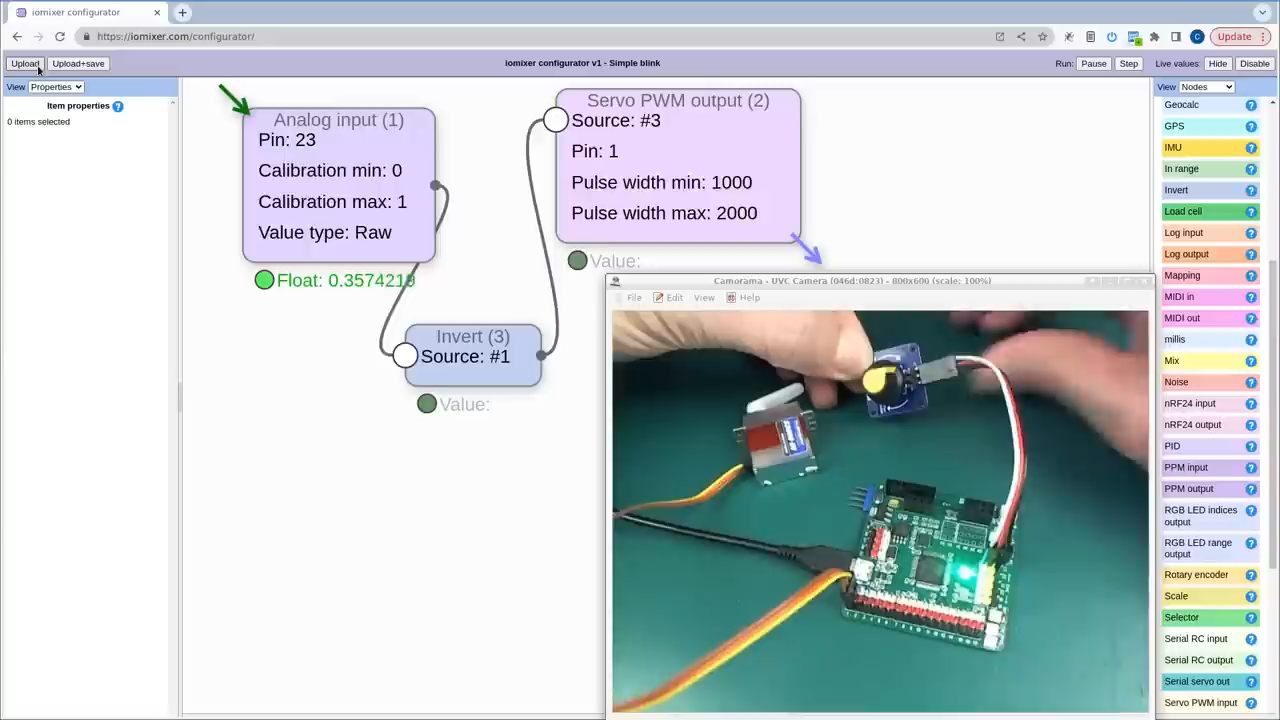 iomixer configurator
https://iomixer.com/configurator/
C
Update
Upload
Upload+save
iomixer configurator v1 - Simple blink
Run:
Pause
Step
Live values:
Hide
Disable
View
Properties
Item properties ?
0 items selected
Analog input (1)
Pin: 23
Calibration min: 0
Calibration max: 1
Value type: Raw
Float: 0.3574219
Invert (3)
Source: #1
Value:
Servo PWM output (2)
Source: #3
Pin: 1
Pulse width min: 1000
Pulse width max: 2000
Value:
Camorama - UVC Camera (046d:0823) - 800x600 (scale: 100%)
File
Edit
View
Help
View
Nodes
Geocalc ?
GPS ?
IMU ?
In range ?
Invert ?
Load cell ?
Log input ?
Log output ?
Mapping ?
MIDI in ?
MIDI out ?
millis ?
Mix ?
Noise ?
nRF24 input ?
nRF24 output ?
PID ?
PPM input ?
PPM output ?
RGB LED indices ?
output
RGB LED range ?
output
Rotary encoder ?
Scale ?
Selector ?
Serial RC input ?
Serial RC output ?
Serial servo out ?
Servo PWM input ?